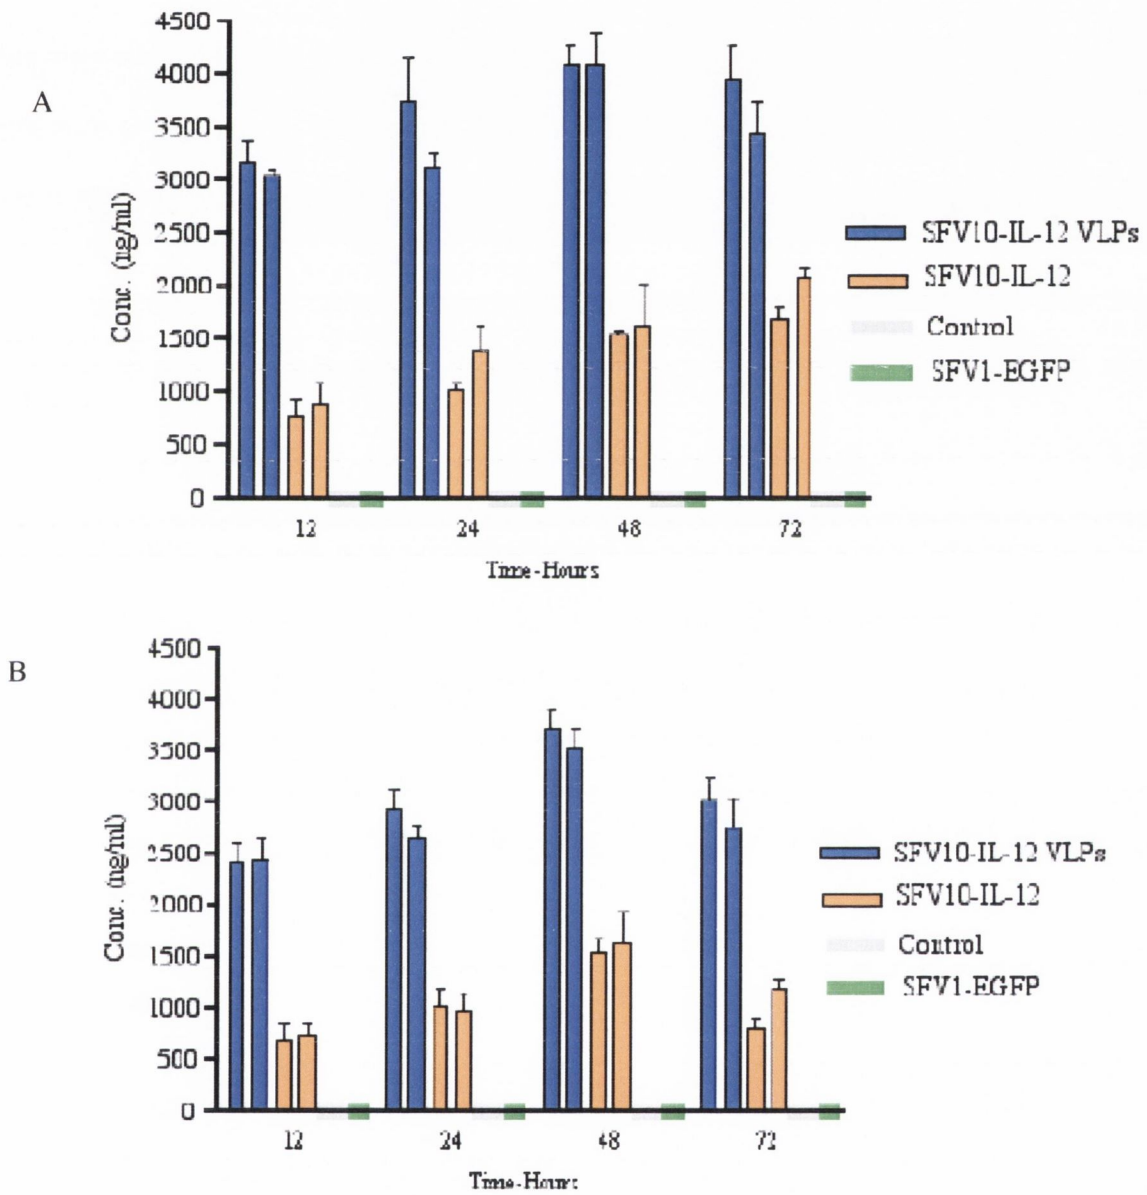 A
4500
4000
3500
3000
2500
2000
1500
1000
500
0
Conc. (ng/ml)
12 24 48 72
Time-Hours
SFV10-IL-12 VLPs
SFV10-IL-12
Control
SFV1-EGFP
B
4500
4000
3500
3000
2500
2000
1500
1000
500
0
Conc. (ng/ml)
12 24 48 72
Time-Hours
SFV10-IL-12 VLPs
SFV10-IL-12
Control
SFV1-EGFP